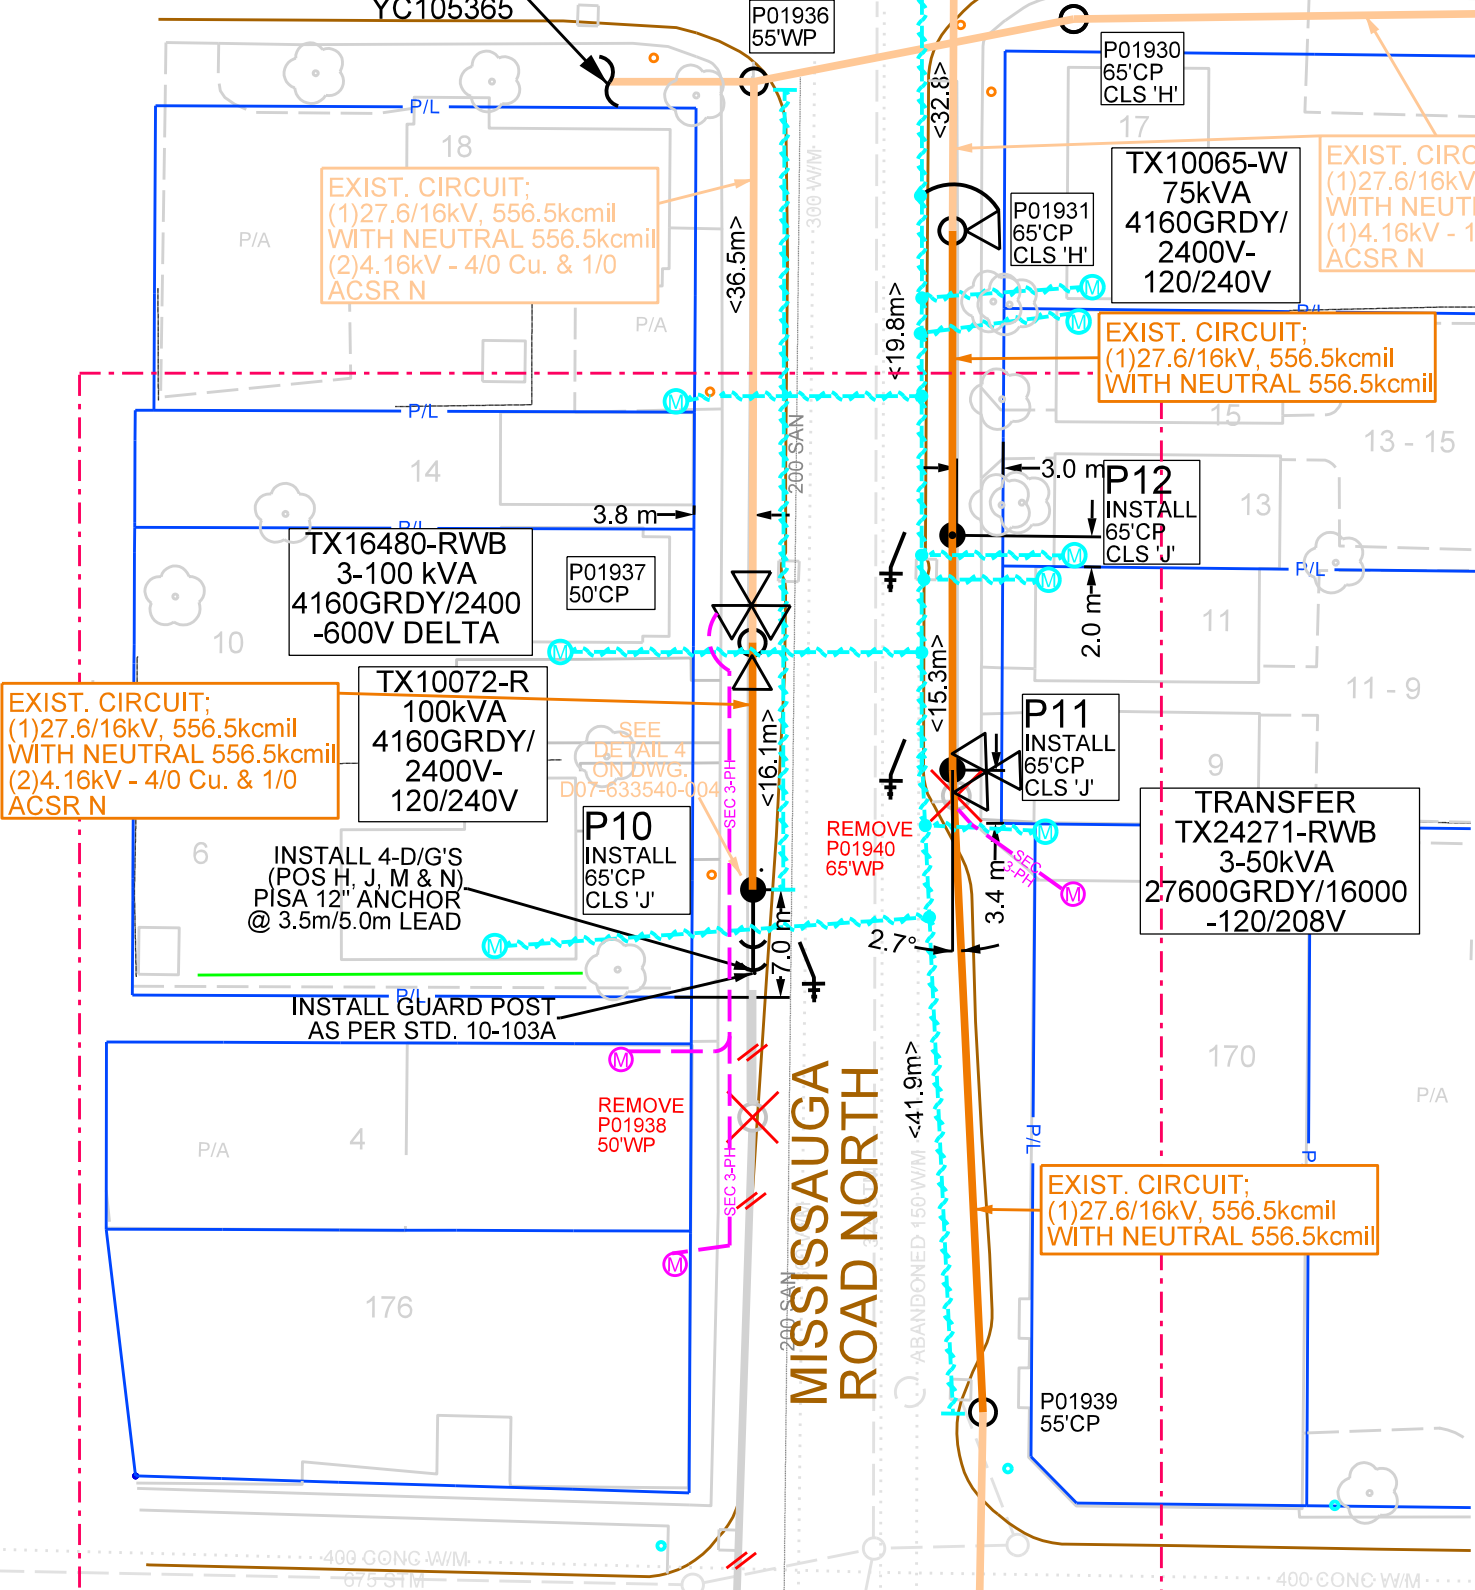 YC105365
P01936
55'WP
P01930
65'CP
CLS 'H'
<32.8>
P/L
18
17
300 W/M
EXIST. CIRCUIT;
(1)27.6/16kV, 556.5kcmil
WITH NEUTRAL 556.5kcmil
(2)4.16kV - 4/0 Cu. & 1/0
ACSR N
TX10065-W
75kVA
4160GRDY/
2400V-
120/240V
EXIST. CIRC
(1)27.6/16kV
WITH NEUT
(1)4.16kV - 1
ACSR N
P01931
65'CP
CLS 'H'
P/A
<36.5m>
P/A
M
M
P/L
<19.8m>
EXIST. CIRCUIT;
(1)27.6/16kV, 556.5kcmil
WITH NEUTRAL 556.5kcmil
M
P/L
15
13 - 15
14
200 SAN
3.0 m
P12
INSTALL
65'CP
CLS 'J'
13
3.8 m
P/L
TX16480-RWB
3-100 kVA
4160GRDY/2400
-600V DELTA
P01937
50'CP
M
M
P/L
2.0 m
11
10
M
<15.3m>
11 - 9
EXIST. CIRCUIT;
(1)27.6/16kV, 556.5kcmil
WITH NEUTRAL 556.5kcmil
(2)4.16kV - 4/0 Cu. & 1/0
ACSR N
TX10072-R
100kVA
4160GRDY/
2400V-
120/240V
SEE
DETAIL 4
ON DWG.
D07-633540-004
SEC 3-PH
<16.1m>
P11
INSTALL
65'CP
CLS 'J'
9
P10
INSTALL
65'CP
CLS 'J'
REMOVE
P01940
65'WP
M
SEC
3-PH
M
3.4 m
TRANSFER
TX24271-RWB
3-50kVA
27600GRDY/16000
-120/208V
6
INSTALL 4-D/G'S
(POS H, J, M & N)
PISA 12" ANCHOR
@ 3.5m/5.0m LEAD
M
7.0 m
2.7°
P/L
INSTALL GUARD POST
AS PER STD. 10-103A
M
<41.9m>
170
P/A
REMOVE
P01938
50'WP
P/A
4
SEC 3-PH
MISSISSAUGA
ROAD NORTH
ABANDONED 150 W/M
P/L
P
EXIST. CIRCUIT;
(1)27.6/16kV, 556.5kcmil
WITH NEUTRAL 556.5kcmil
M
176
200 SAN
P01939
55'CP
400 CONC W/M
675 STM
400 CONC W/M